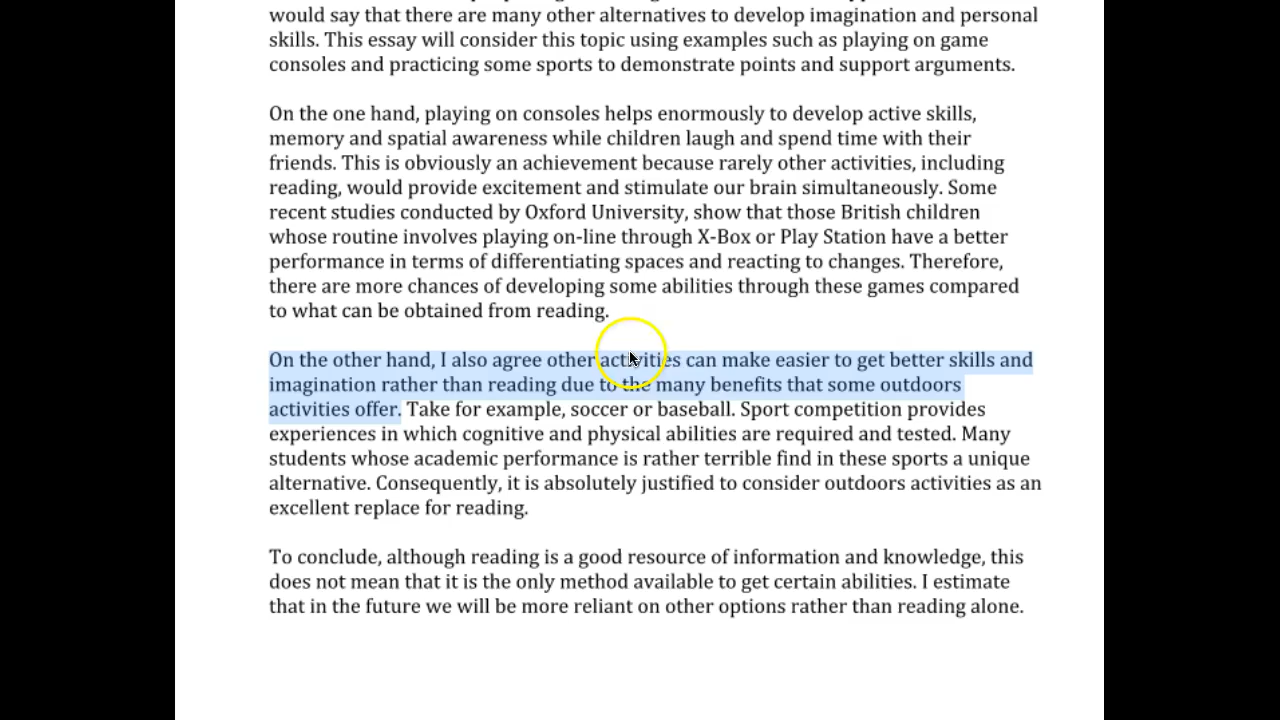 would say that there are many other alternatives to develop imagination and personal
skills. This essay will consider this topic using examples such as playing on game
consoles and practicing some sports to demonstrate points and support arguments.
On the one hand, playing on consoles helps enormously to develop active skills,
memory and spatial awareness while children laugh and spend time with their
friends. This is obviously an achievement because rarely other activities, including
reading, would provide excitement and stimulate our brain simultaneously. Some
recent studies conducted by Oxford University, show that those British children
whose routine involves playing on-line through X-Box or Play Station have a better
performance in terms of differentiating spaces and reacting to changes. Therefore,
there are more chances of developing some abilities through these games compared
to what can be obtained from reading.
On the other hand, I also agree other activities can make easier to get better skills and
imagination rather than reading due to the many benefits that some outdoors
activities offer. Take for example, soccer or baseball. Sport competition provides
experiences in which cognitive and physical abilities are required and tested. Many
students whose academic performance is rather terrible find in these sports a unique
alternative. Consequently, it is absolutely justified to consider outdoors activities as an
excellent replace for reading.
To conclude, although reading is a good resource of information and knowledge, this
does not mean that it is the only method available to get certain abilities. I estimate
that in the future we will be more reliant on other options rather than reading alone.